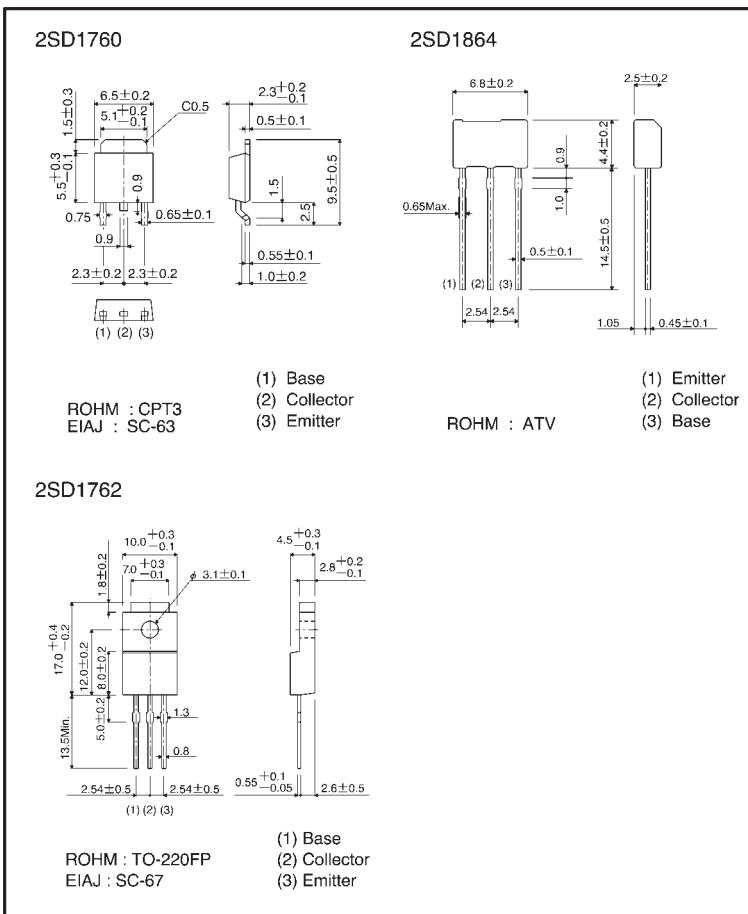 2SD1760
6.5±0.2
5.1+0.2−0.1
C0.5
1.5±0.3
5.5+0.3−0.1
0.9
0.75
0.65±0.1
0.9
2.3±0.2
2.3±0.2
(1) (2) (3)
2.3+0.2−0.1
0.5±0.1
1.5
2.5
9.5±0.5
0.55±0.1
1.0±0.2
ROHM : CPT3
EIAJ : SC-63
(1) Base
(2) Collector
(3) Emitter
2SD1864
6.8±0.2
2.5±0.2
4.4±0.2
0.9
1.0
0.65Max.
14.5±0.5
0.5±0.1
(1) (2) (3)
2.54 2.54
1.05
0.45±0.1
ROHM : ATV
(1) Emitter
(2) Collector
(3) Base
2SD1762
10.0+0.3−0.1
7.0+0.3−0.1
1.8±0.2
ϕ 3.1±0.1
17.0+0.4−0.2
12.0±0.2
8.0±0.2
5.0±0.2
13.5Min.
1.3
0.8
2.54±0.5
2.54±0.5
(1) (2) (3)
4.5+0.3−0.1
2.8+0.2−0.1
0.55+0.1−0.05
2.6±0.5
ROHM : TO-220FP
EIAJ : SC-67
(1) Base
(2) Collector
(3) Emitter